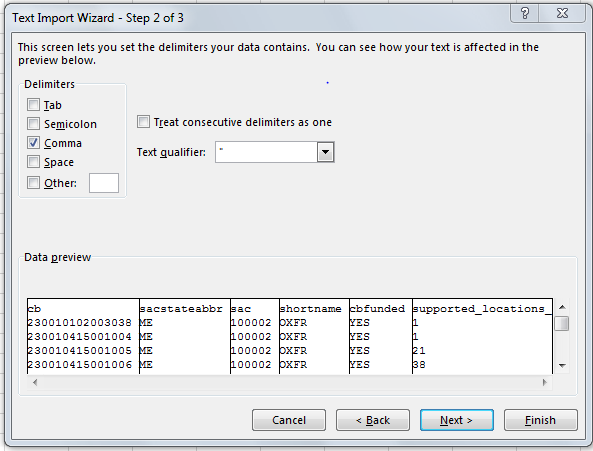 Text Import Wizard - Step 2 of 3
This screen lets you set the delimiters your data contains.  You can see how your text is affected in the
preview below.
Delimiters
Tab
Semicolon
Comma
Space
Other:
Treat consecutive delimiters as one
Text qualifier: "
Data preview
cb sacstateabbr sac shortname cbfunded supported_locations_
230010102003038 ME 100002 OXFR YES 1
230010415001004 ME 100002 OXFR YES 1
230010415001005 ME 100002 OXFR YES 21
230010415001006 ME 100002 OXFR YES 38
Cancel < Back Next > Finish